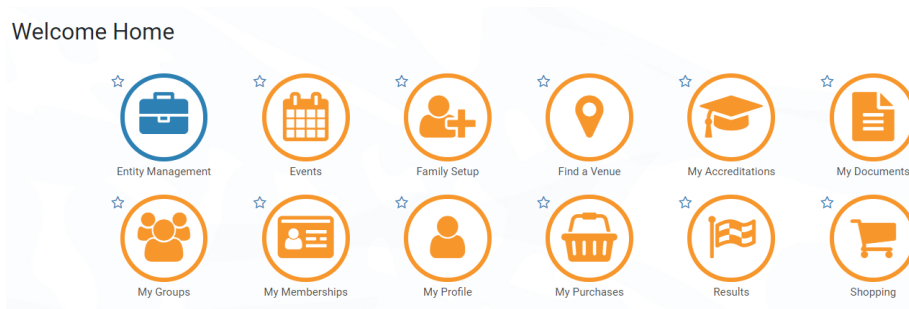 Welcome Home
Entity Management
Events
Family Setup
Find a Venue
My Accreditations
My Documents
My Groups
My Memberships
My Profile
My Purchases
Results
Shopping